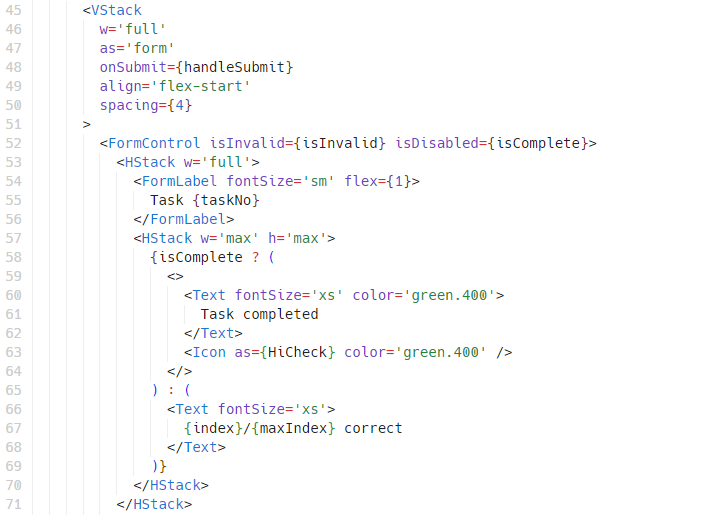 45 <VStack
46 w='full'
47 as='form'
48 onSubmit={handleSubmit}
49 align='flex-start'
50 spacing={4}
51 >
52 <FormControl isInvalid={isInvalid} isDisabled={isComplete}>
53 <HStack w='full'>
54 <FormLabel fontSize='sm' flex={1}>
55 Task {taskNo}
56 </FormLabel>
57 <HStack w='max' h='max'>
58 {isComplete ? (
59 <>
60 <Text fontSize='xs' color='green.400'>
61 Task completed
62 </Text>
63 <Icon as={HiCheck} color='green.400' />
64 </>
65 ) : (
66 <Text fontSize='xs'>
67 {index}/{maxIndex} correct
68 </Text>
69 )}
70 </HStack>
71 </HStack>